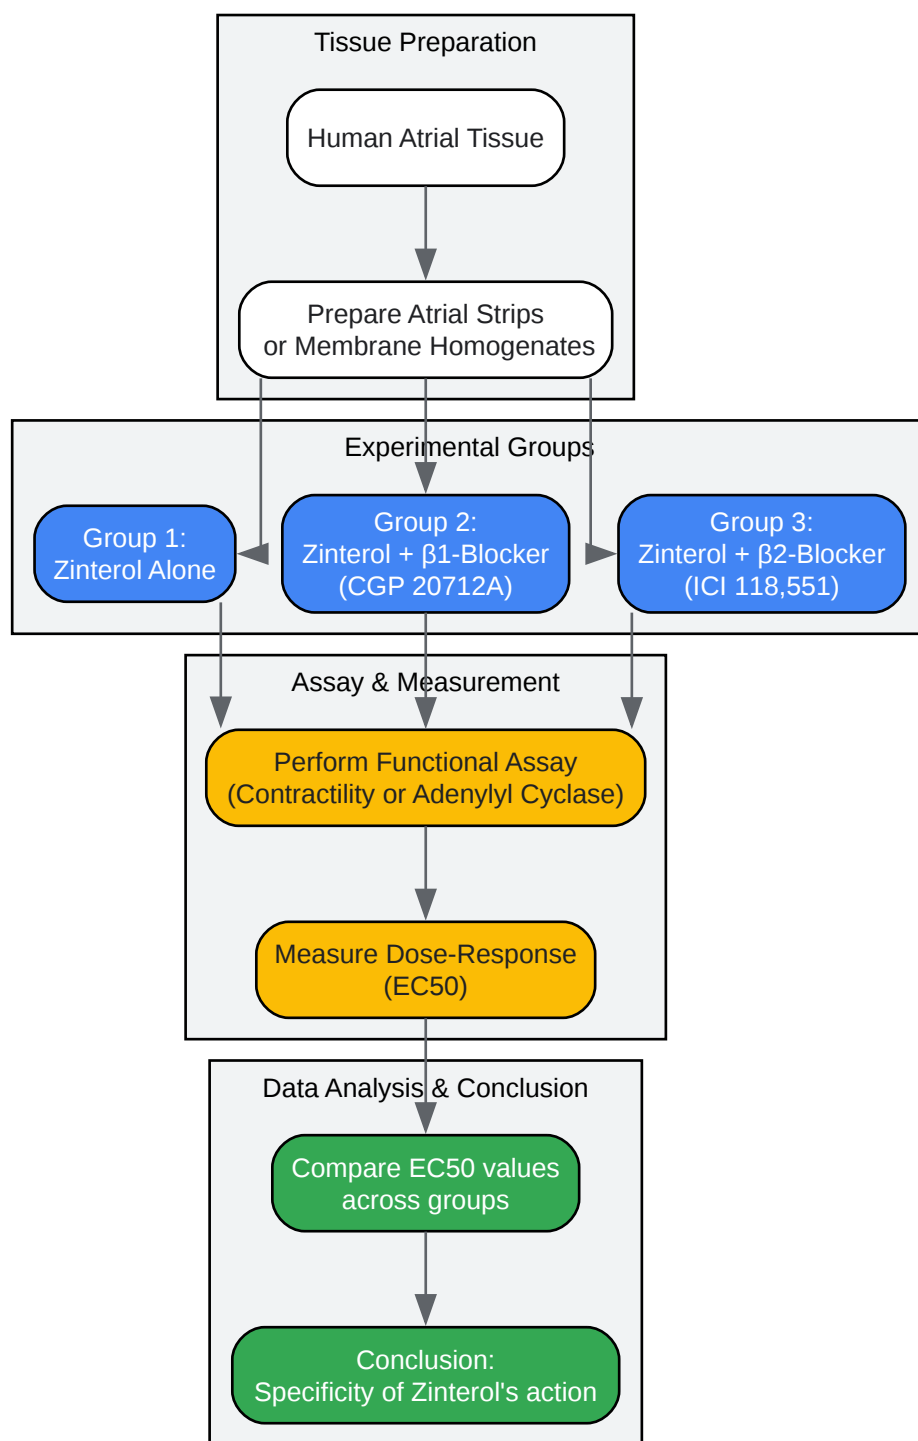 Tissue Preparation
Human Atrial Tissue
Prepare Atrial Strips
or Membrane Homogenates
Experimental Groups
Group 1:
Zinterol Alone
Group 2:
Zinterol + β1-Blocker
(CGP 20712A)
Group 3:
Zinterol + β2-Blocker
(ICI 118,551)
Assay & Measurement
Perform Functional Assay
(Contractility or Adenylyl Cyclase)
Measure Dose-Response
(EC50)
Data Analysis & Conclusion
Compare EC50 values
across groups
Conclusion:
Specificity of Zinterol's action